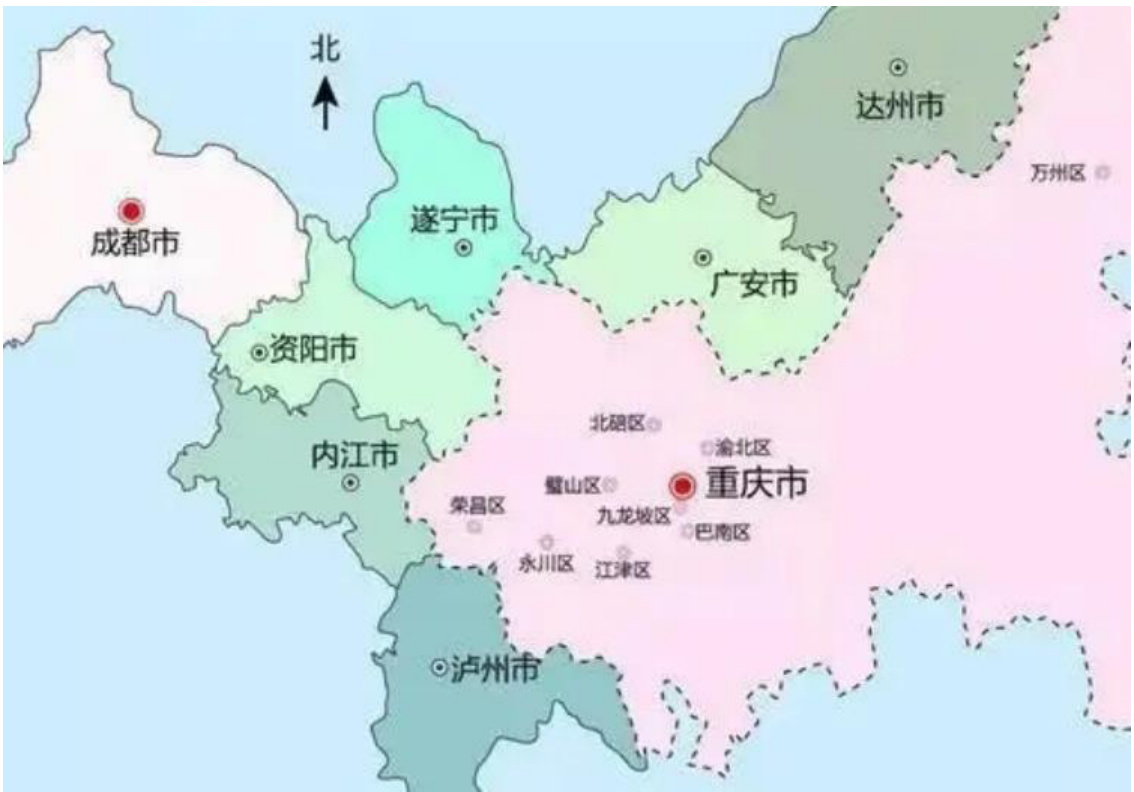 北
达州市
万州区
成都市
遂宁市
广安市
资阳市
北碚区
渝北区
内江市
璧山区
重庆市
荣昌区
九龙坡区
巴南区
永川区
江津区
泸州市